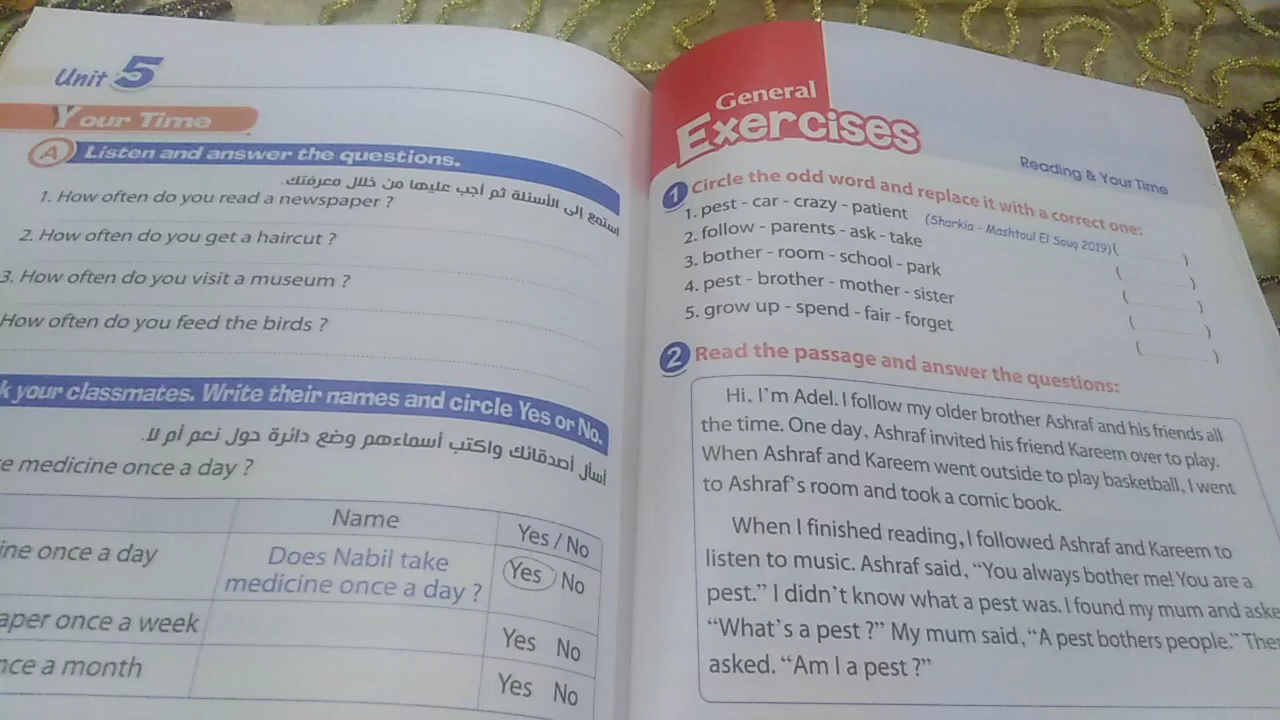 Unit 5
Your Time
A Listen and answer the questions.
استمع إلى الأسئلة ثم أجب عليها من خلال معرفتك.
1. How often do you read a newspaper ?
2. How often do you get a haircut ?
3. How often do you visit a museum ?
How often do you feed the birds ?
k your classmates. Write their names and circle Yes or No.
أسأل أصدقائك واكتب أسماءهم وضع دائرة حول نعم أم لا.
e medicine once a day ?
Name Yes / No
ine once a day Does Nabil take medicine once a day ? Yes No
aper once a week Yes No
nce a month Yes No
General
Exercises
Reading & Your Time
1 Circle the odd word and replace it with a correct one:
1. pest - car - crazy - patient (Sharkia - Mashtoul El Souq 2019) ( )
2. follow - parents - ask - take ( )
3. bother - room - school - park ( )
4. pest - brother - mother - sister ( )
5. grow up - spend - fair - forget ( )
2 Read the passage and answer the questions:
Hi, I'm Adel. I follow my older brother Ashraf and his friends all
the time. One day, Ashraf invited his friend Kareem over to play.
When Ashraf and Kareem went outside to play basketball, I went
to Ashraf's room and took a comic book.
When I finished reading, I followed Ashraf and Kareem to
listen to music. Ashraf said, "You always bother me! You are a
pest." I didn't know what a pest was. I found my mum and aske
"What's a pest ?" My mum said, "A pest bothers people." The
asked. "Am I a pest ?"